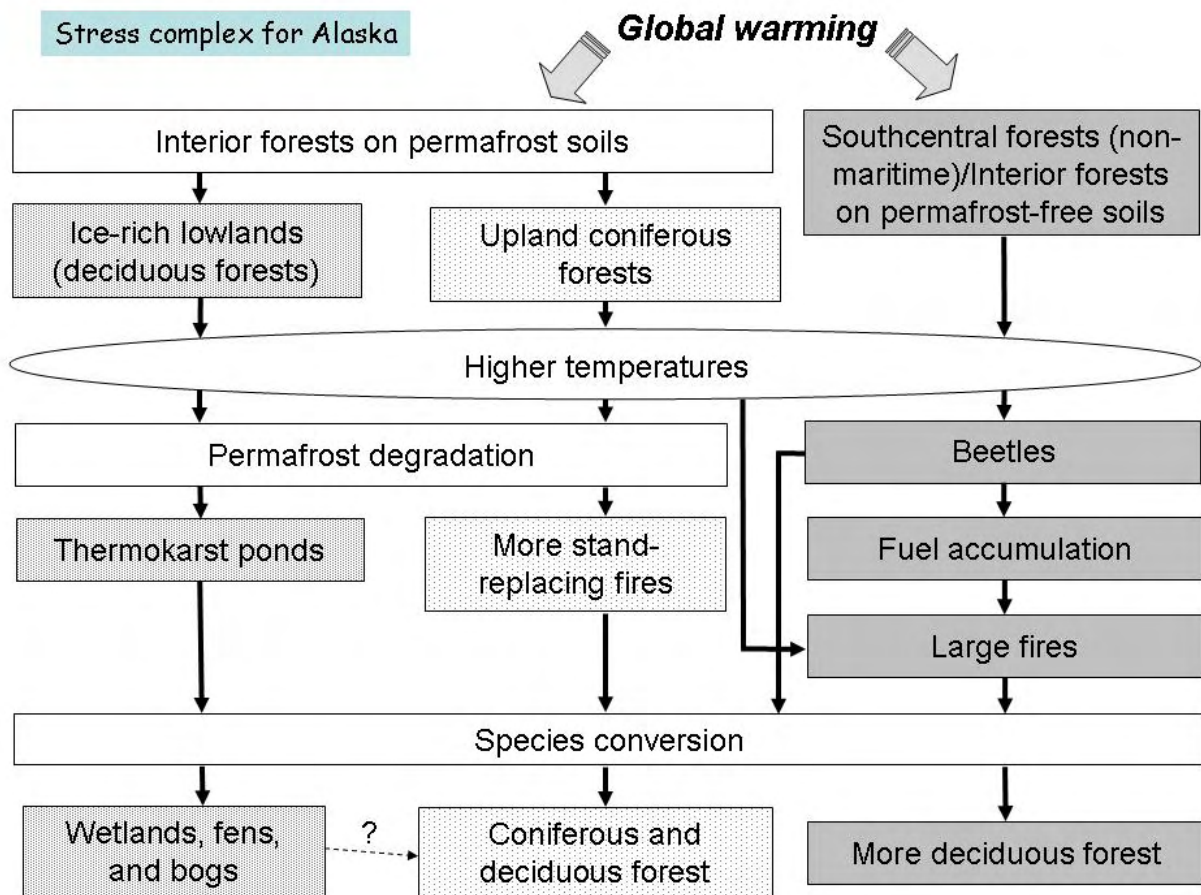 Stress complex for Alaska
Global warming
Interior forests on permafrost soils
Southcentral forests (non-
maritime)/Interior forests
on permafrost-free soils
Ice-rich lowlands
(deciduous forests)
Upland coniferous
forests
Higher temperatures
Permafrost degradation
Beetles
Thermokarst ponds
More stand-
replacing fires
Fuel accumulation
Large fires
Species conversion
Wetlands, fens,
and bogs
?
Coniferous and
deciduous forest
More deciduous forest